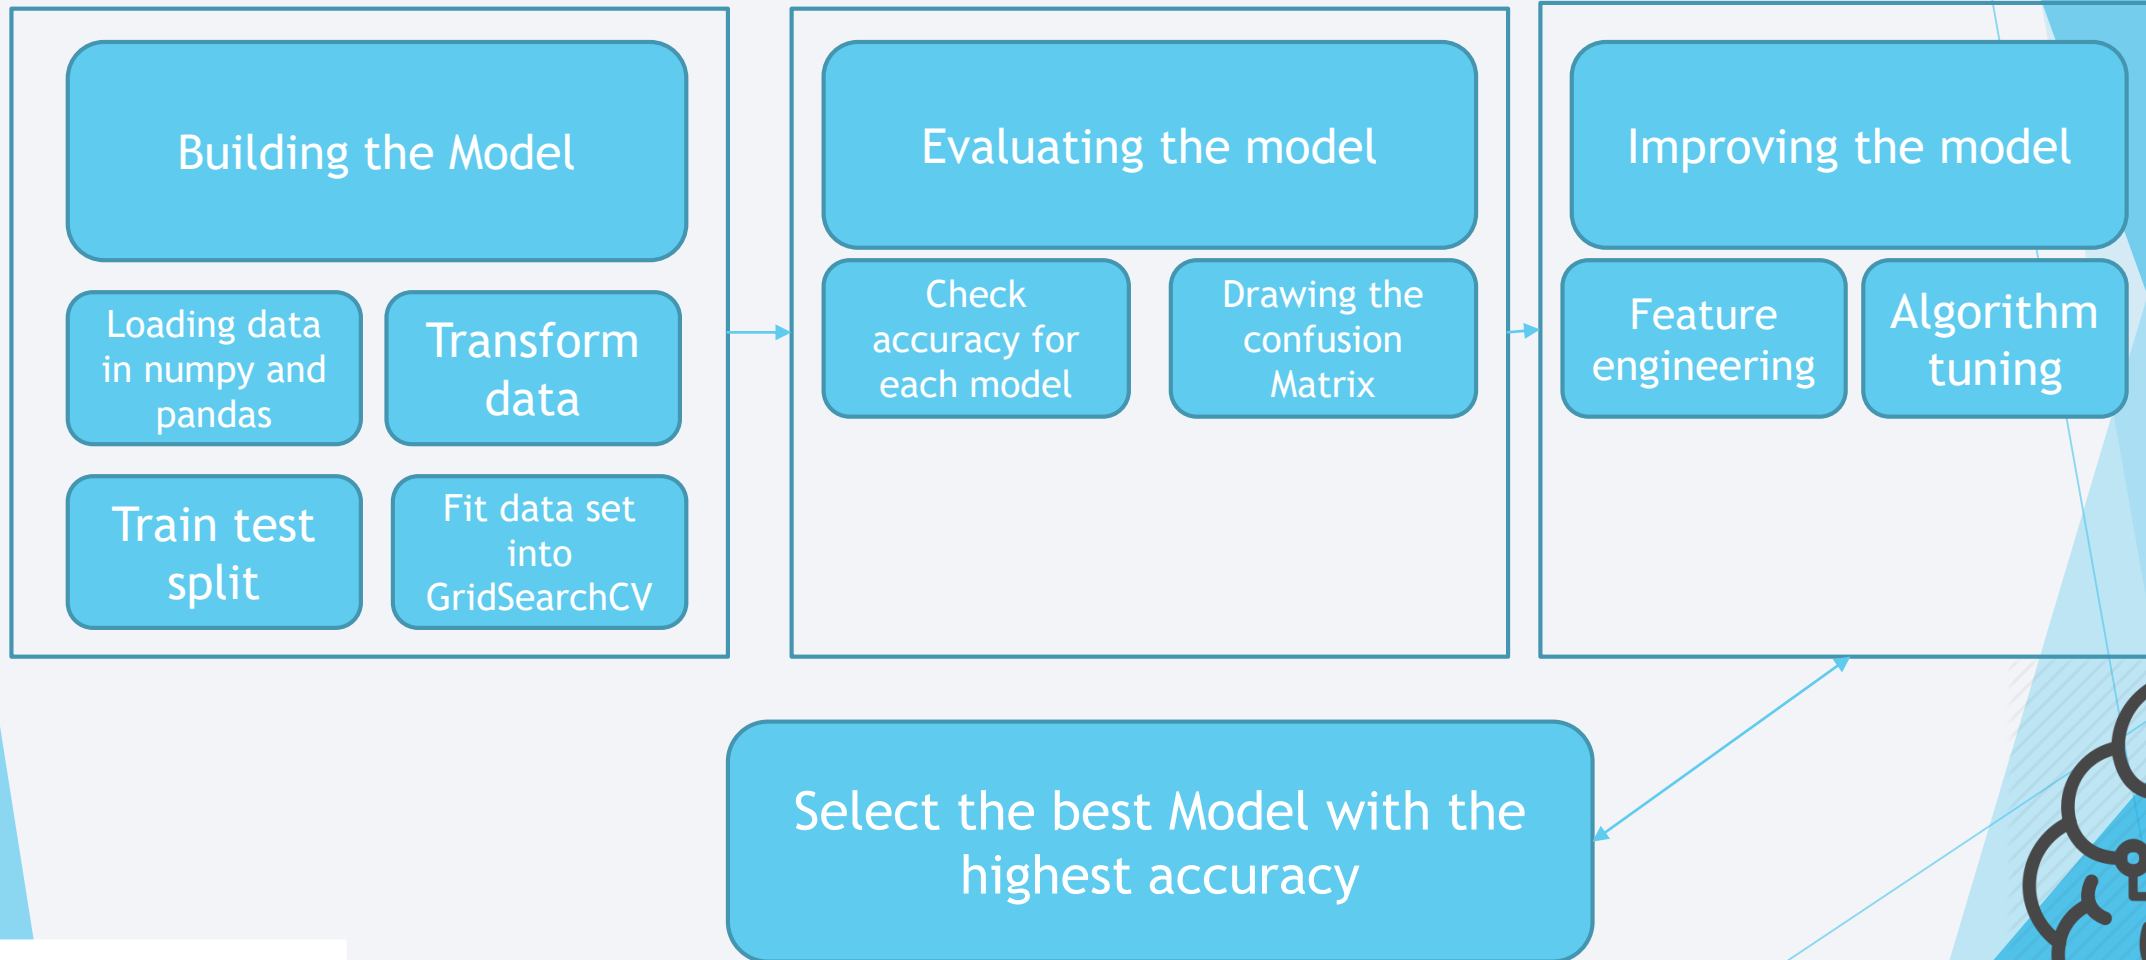 Building the Model
Loading data
in numpy and
pandas
Transform
data
Train test
split
Fit data set
into
GridSearchCV
Evaluating the model
Check
accuracy for
each model
Drawing the
confusion
Matrix
Improving the model
Feature
engineering
Algorithm
tuning
Select the best Model with the
highest accuracy